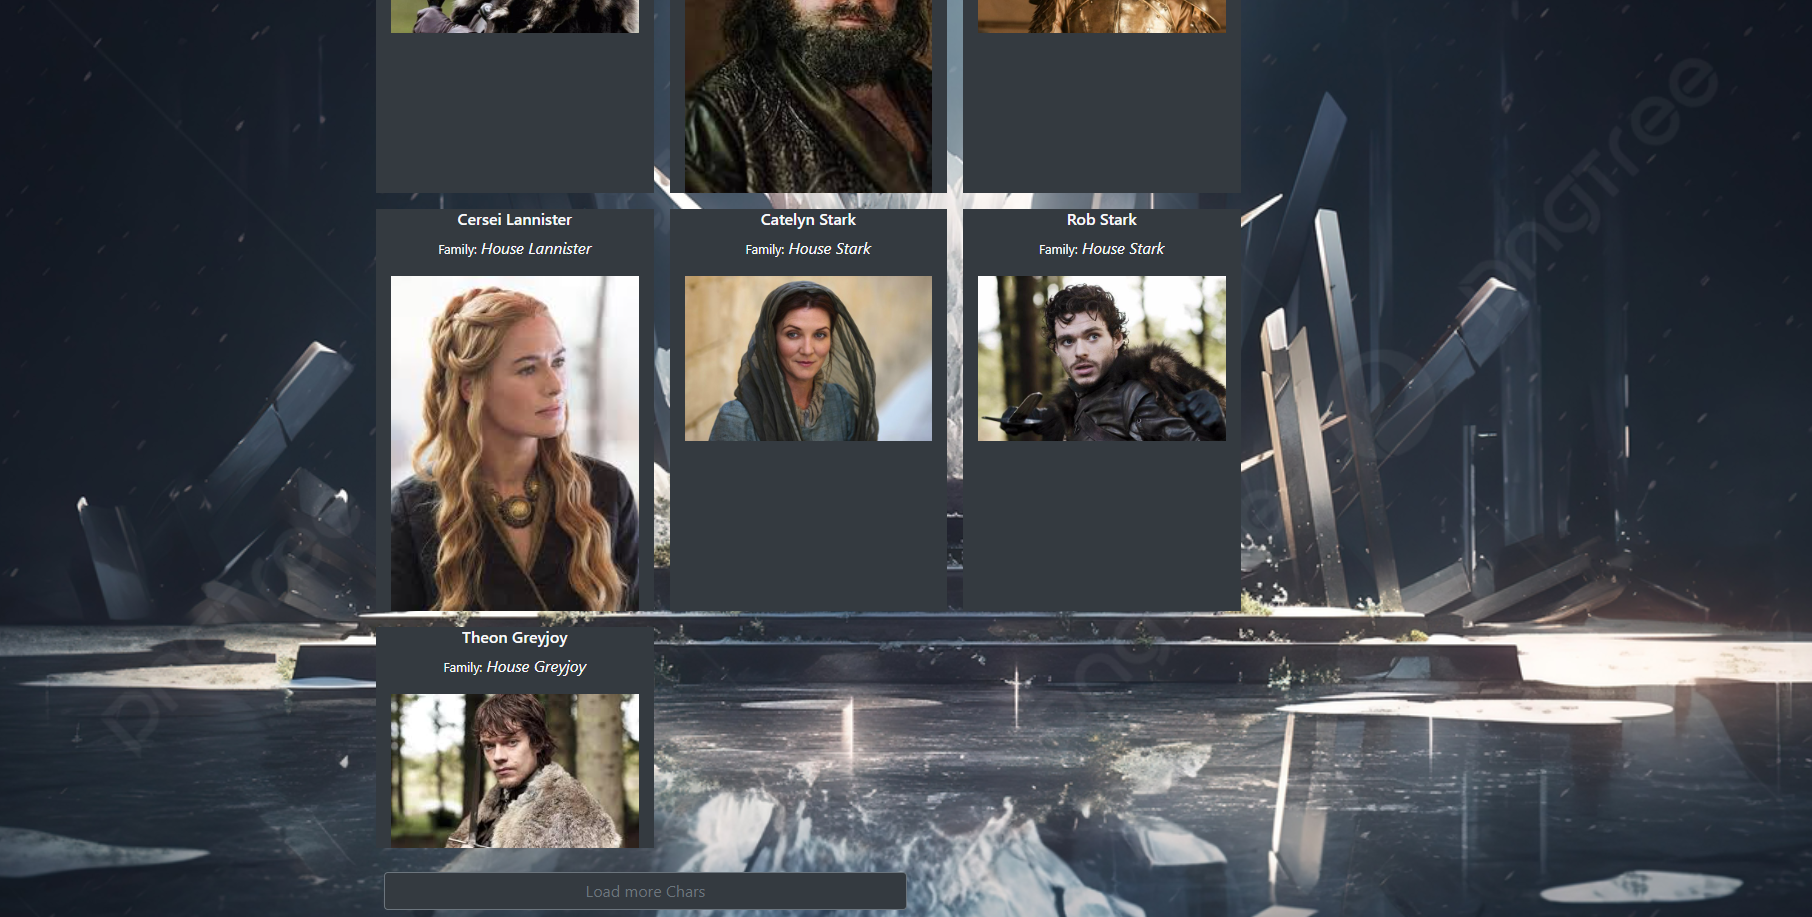 Cersei Lannister
Family: House Lannister
Catelyn Stark
Family: House Stark
Rob Stark
Family: House Stark
Theon Greyjoy
Family: House Greyjoy
Load more Chars
pngtree